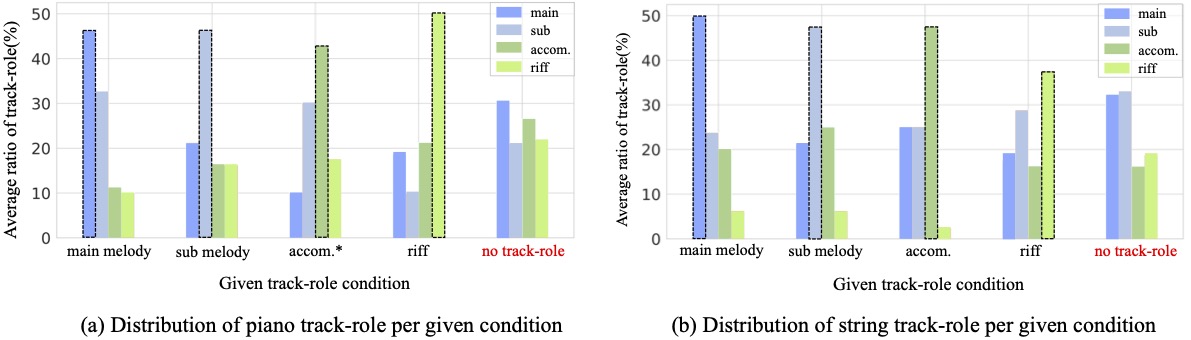 50
40
30
20
10
0
Average ratio of track-role(%)
main
sub
accom.
riff
main melody sub melody accom.* riff no track-role
Given track-role condition
(a) Distribution of piano track-role per given condition
50
40
30
20
10
0
Average ratio of track-role(%)
main
sub
accom.
riff
main melody sub melody accom. riff no track-role
Given track-role condition
(b) Distribution of string track-role per given condition